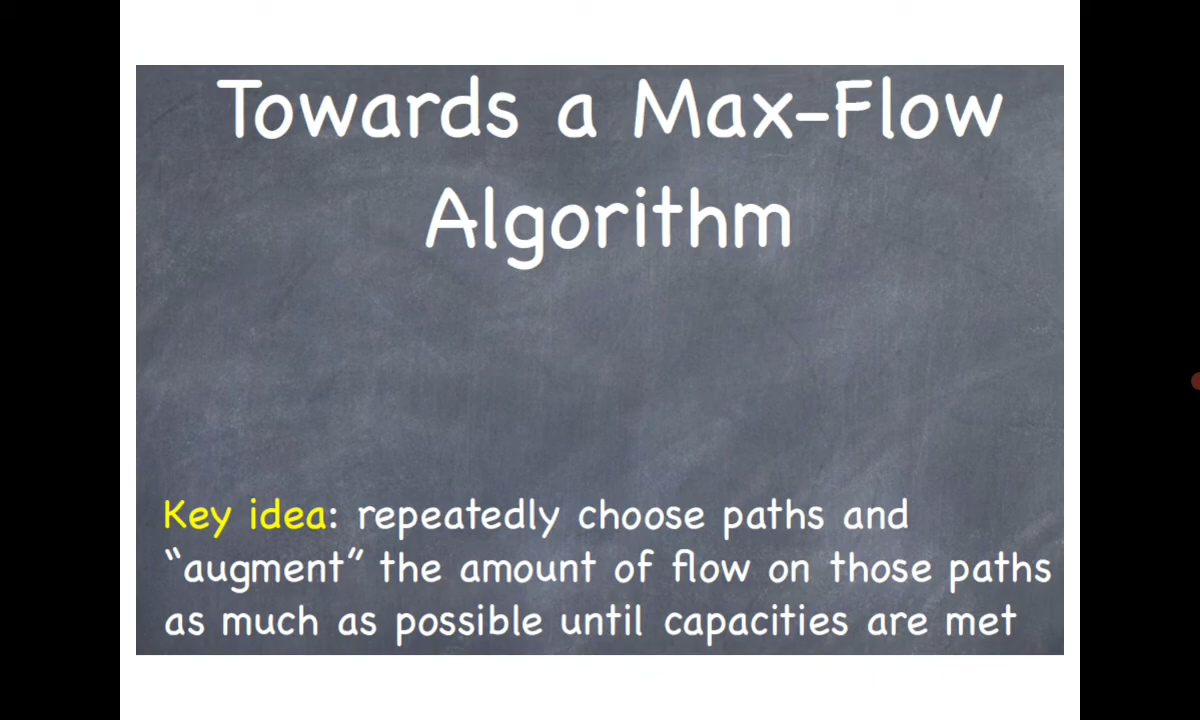 Towards a Max-Flow
Algorithm
Key idea: repeatedly choose paths and
“augment” the amount of flow on those paths
as much as possible until capacities are met